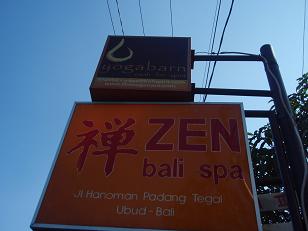 yogabarn
禅 ZEN
bali spa
Jl Hanoman Padang Tegal
Ubud - Bali